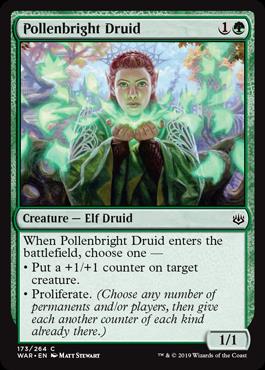 Pollenbright Druid 1
Creature — Elf Druid
When Pollenbright Druid enters the
battlefield, choose one —
• Put a +1/+1 counter on target
creature.
• Proliferate. (Choose any number of
permanents and/or players, then give
each another counter of each kind
already there.)
1/1
173/264 C
WAR • EN MATT STEWART
™ & © 2019 Wizards of the Coast